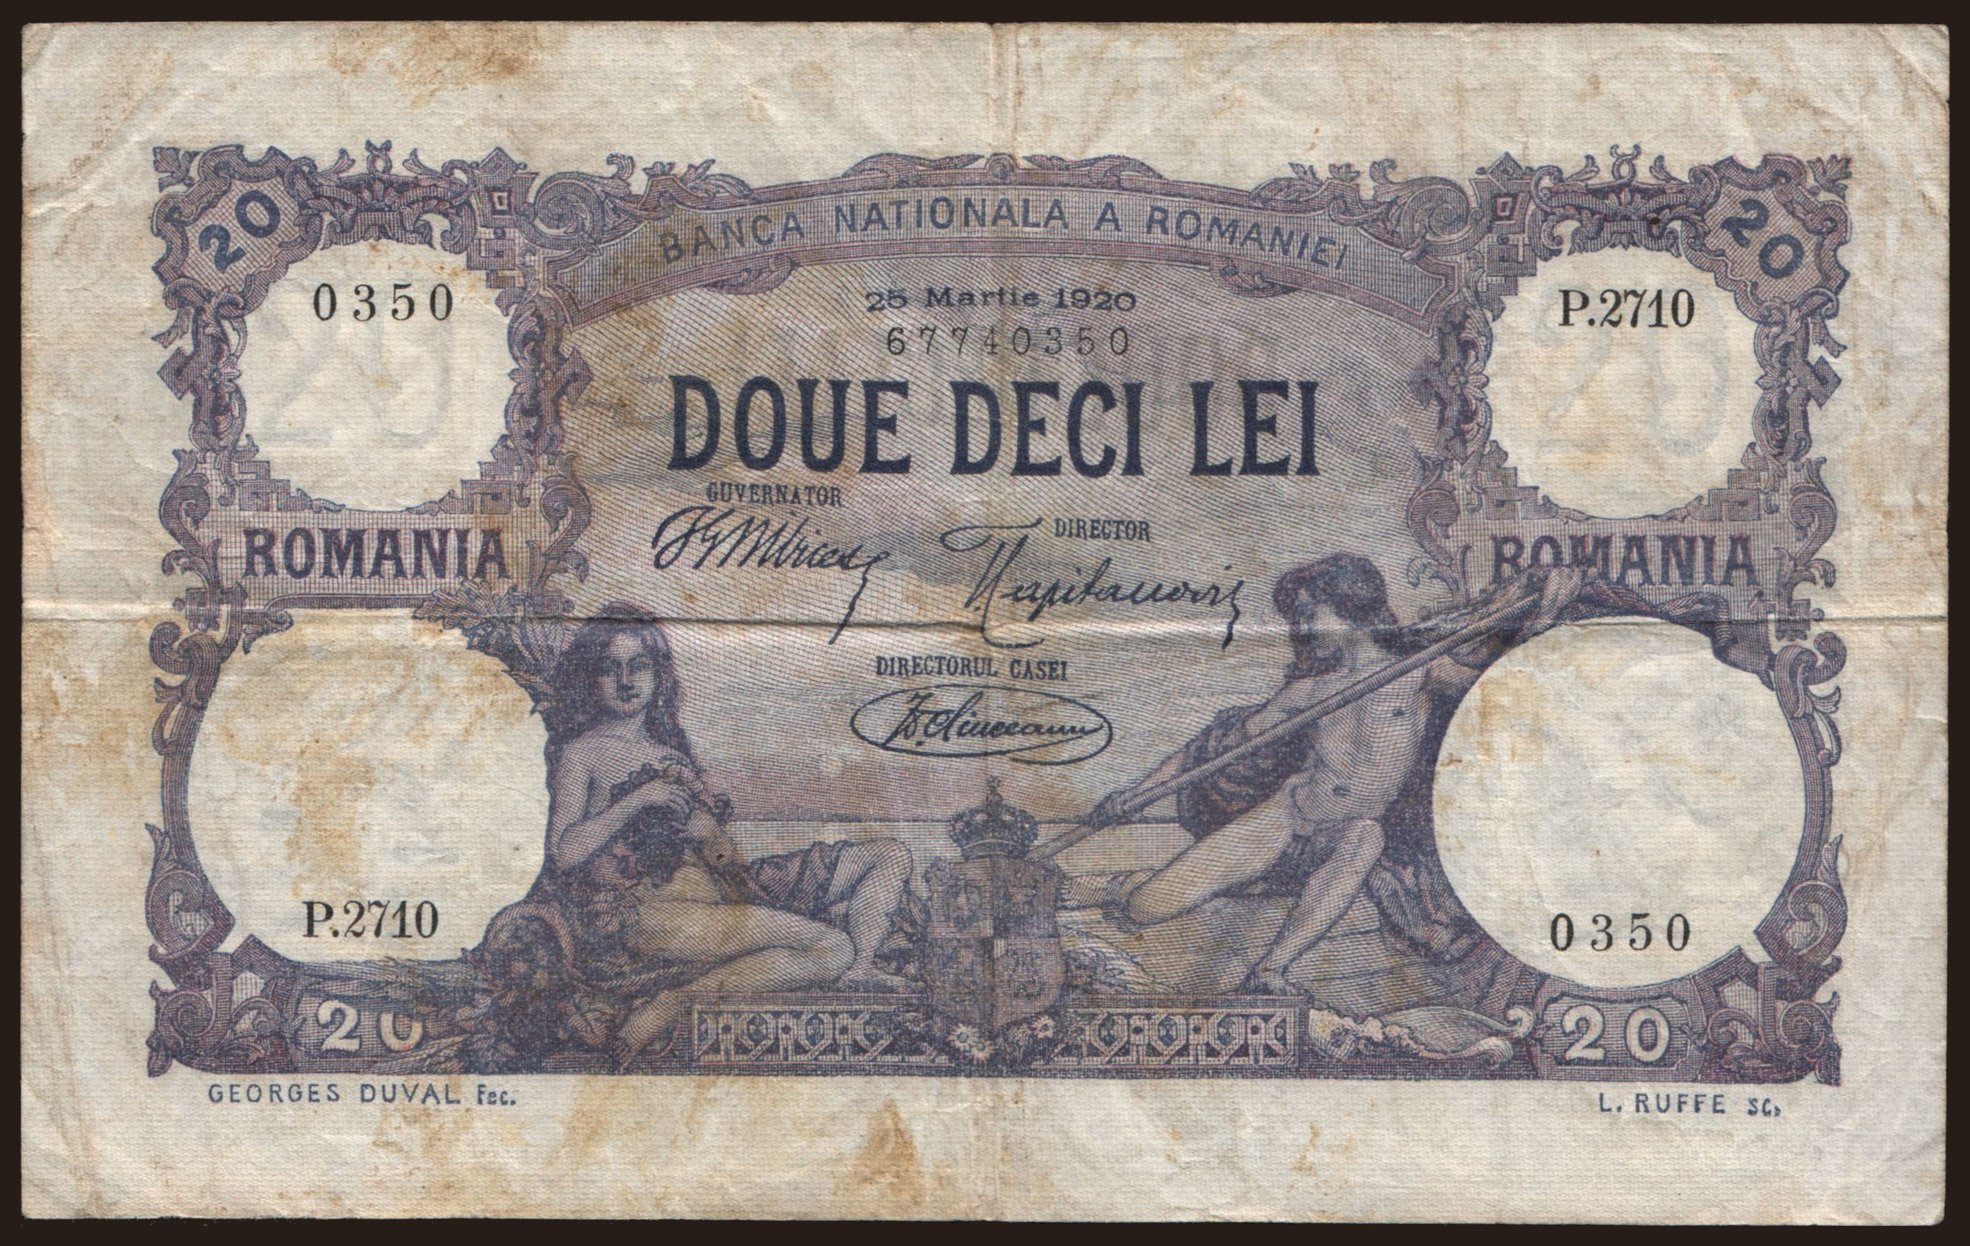 20
20
BANCA NATIONALA A ROMANIEI
0350
25 Martie 1920
P.2710
67740350
DOUE DECI LEI
GUVERNATOR
DIRECTOR
ROMANIA
ROMANIA
DIRECTORUL CASEI
P.2710
0350
20
20
GEORGES DUVAL Fec.
L. RUFFE SC.